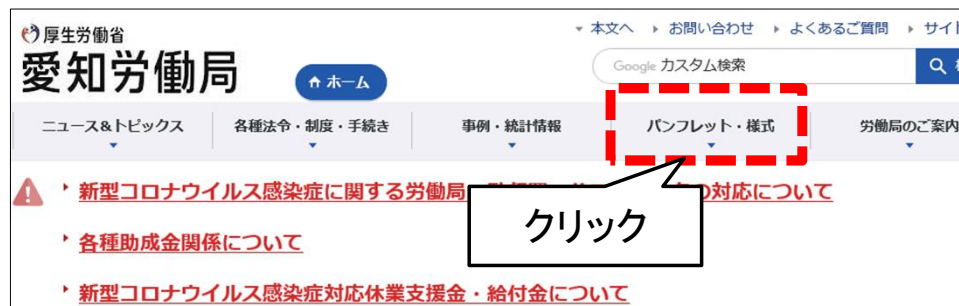 厚生労働省
愛知労働局
ホーム
本文へ お問い合わせ よくあるご質問 サイト
Google カスタム検索
ニュース&トピックス 各種法令・制度・手続き 事例・統計情報 パンフレット・様式 労働局のご案内
新型コロナウイルス感染症に関する労働局 の対応について
クリック
各種助成金関係について
新型コロナウイルス感染症対応休業支援金・給付金について